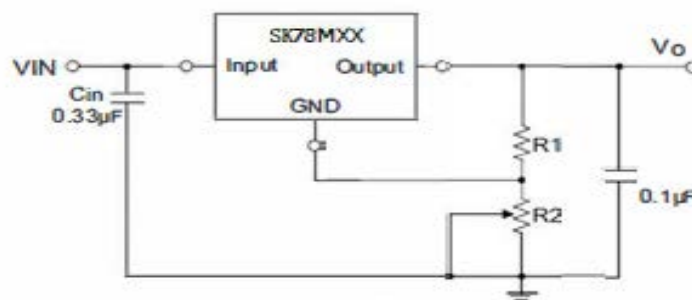 SK78MXX
VIN
Input
Output
Vo
Cin
0.33µF
GND
R1
R2
0.1µF